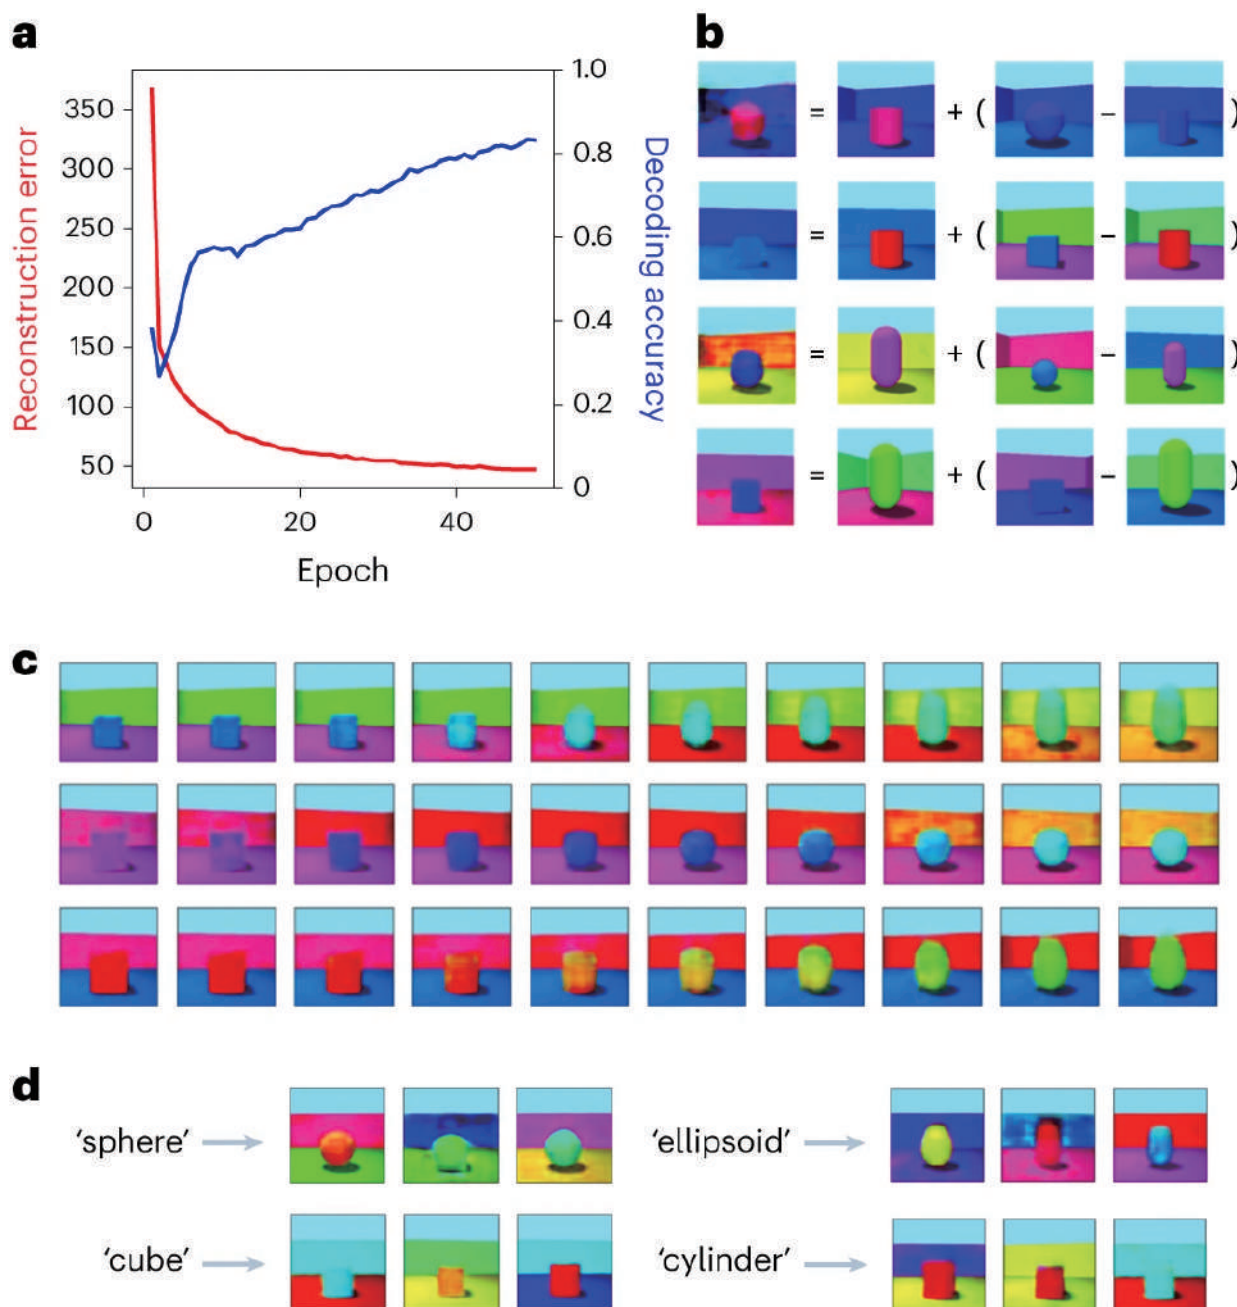 a
350
300
250
200
150
100
50
Reconstruction error
1.0
0.8
0.6
0.4
0.2
0
Decoding accuracy
0 20 40
Epoch
b
= + ( − )
= + ( − )
= + ( − )
= + ( − )
c
d
‘sphere’
‘ellipsoid’
‘cube’
‘cylinder’